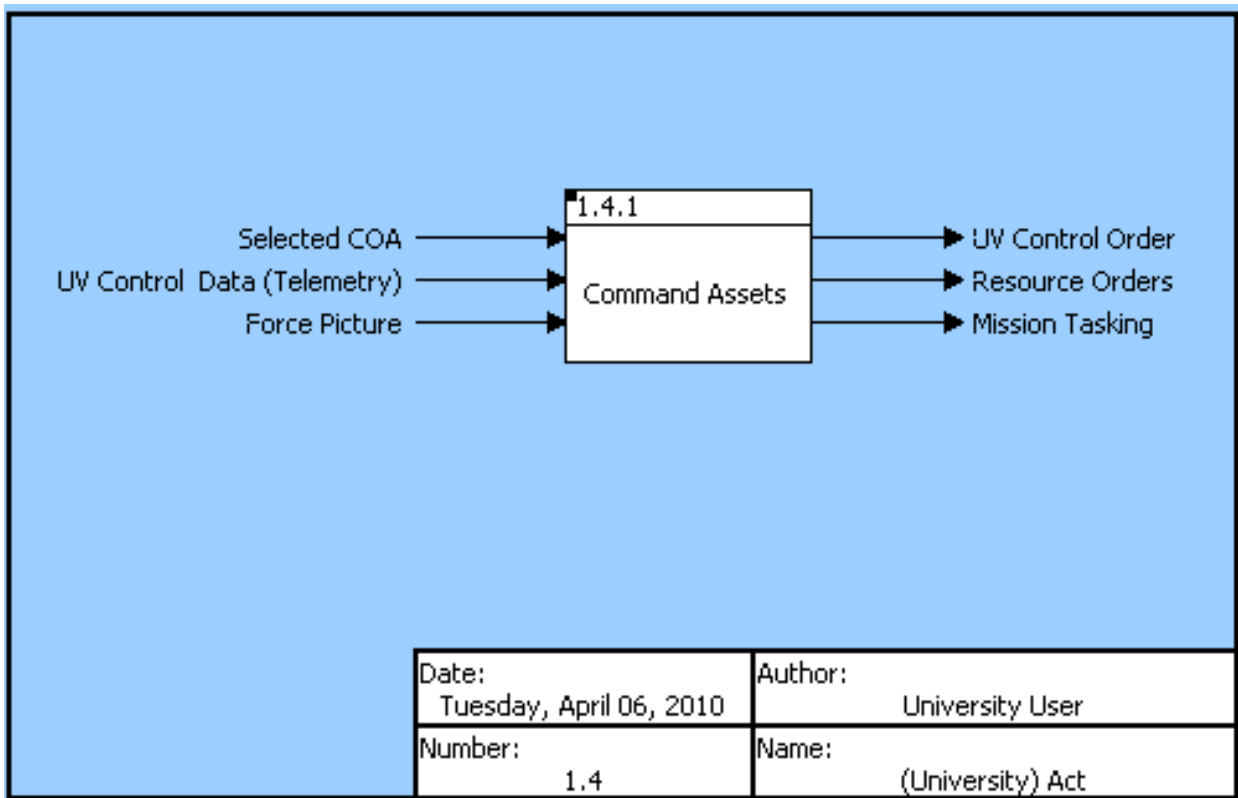 1.4.1
Selected COA
UV Control Data (Telemetry)
Force Picture
Command Assets
UV Control Order
Resource Orders
Mission Tasking
Date:
Tuesday, April 06, 2010
Author:
University User
Number:
1.4
Name:
(University) Act